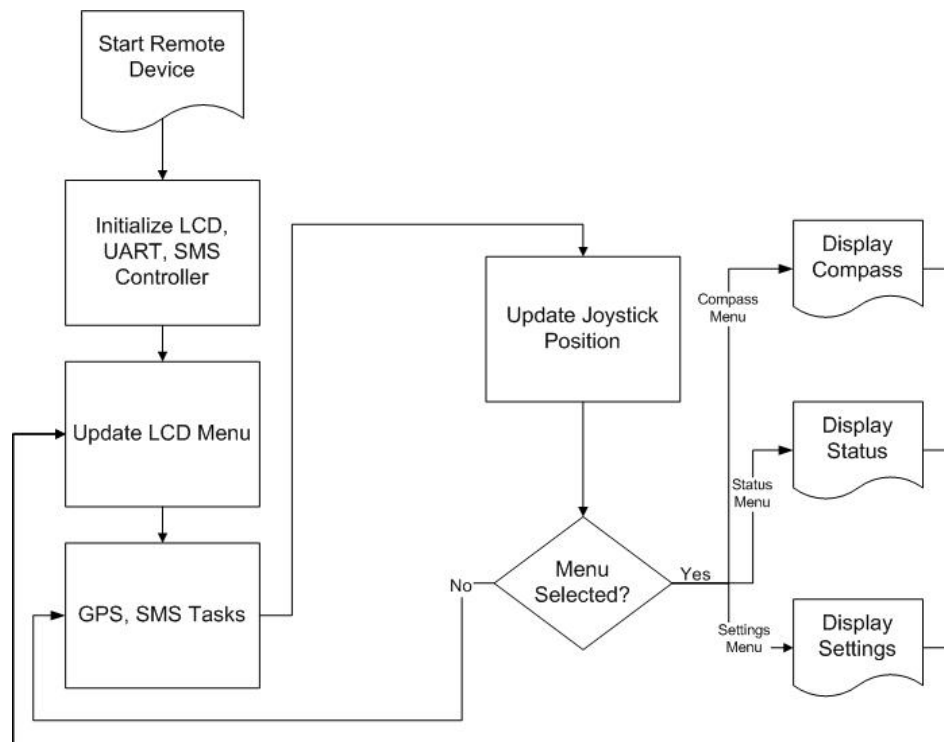 Start Remote
Device
Initialize LCD,
UART, SMS
Controller
Update LCD Menu
GPS, SMS Tasks
Update Joystick
Position
Menu
Selected?
No
Yes
Compass
Menu
Status
Menu
Settings
Menu
Display
Compass
Display
Status
Display
Settings